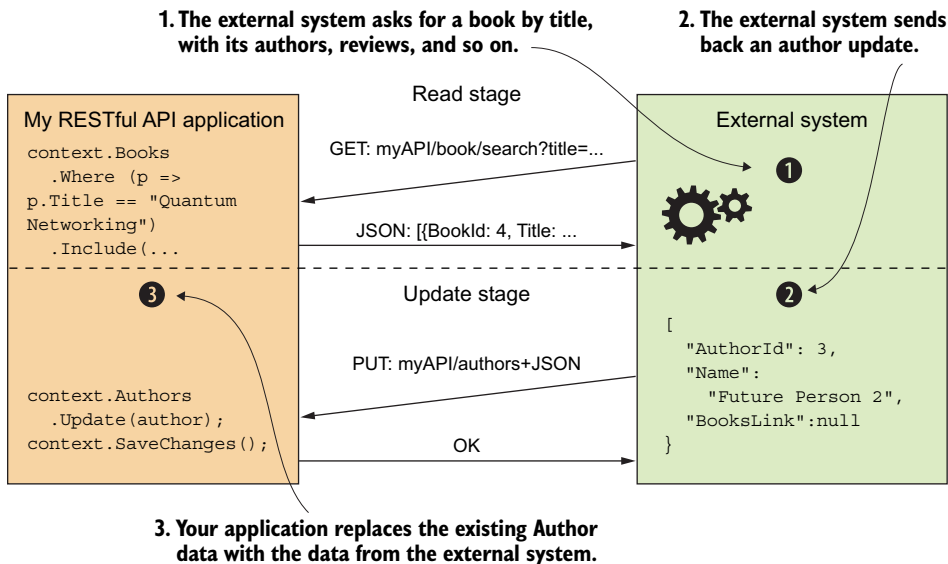 1. The external system asks for a book by title,
with its authors, reviews, and so on.
2. The external system sends
back an author update.
Read stage
My RESTful API application
External system
context.Books
.Where (p =>
p.Title == "Quantum
Networking")
.Include(...
GET: myAPI/book/search?title=...
1
JSON: [{BookId: 4, Title: ...
3
Update stage
2
PUT: myAPI/authors+JSON
[
"AuthorId": 3,
"Name":
"Future Person 2",
"BooksLink":null
}
context.Authors
.Update(author);
context.SaveChanges();
OK
3. Your application replaces the existing Author
data with the data from the external system.